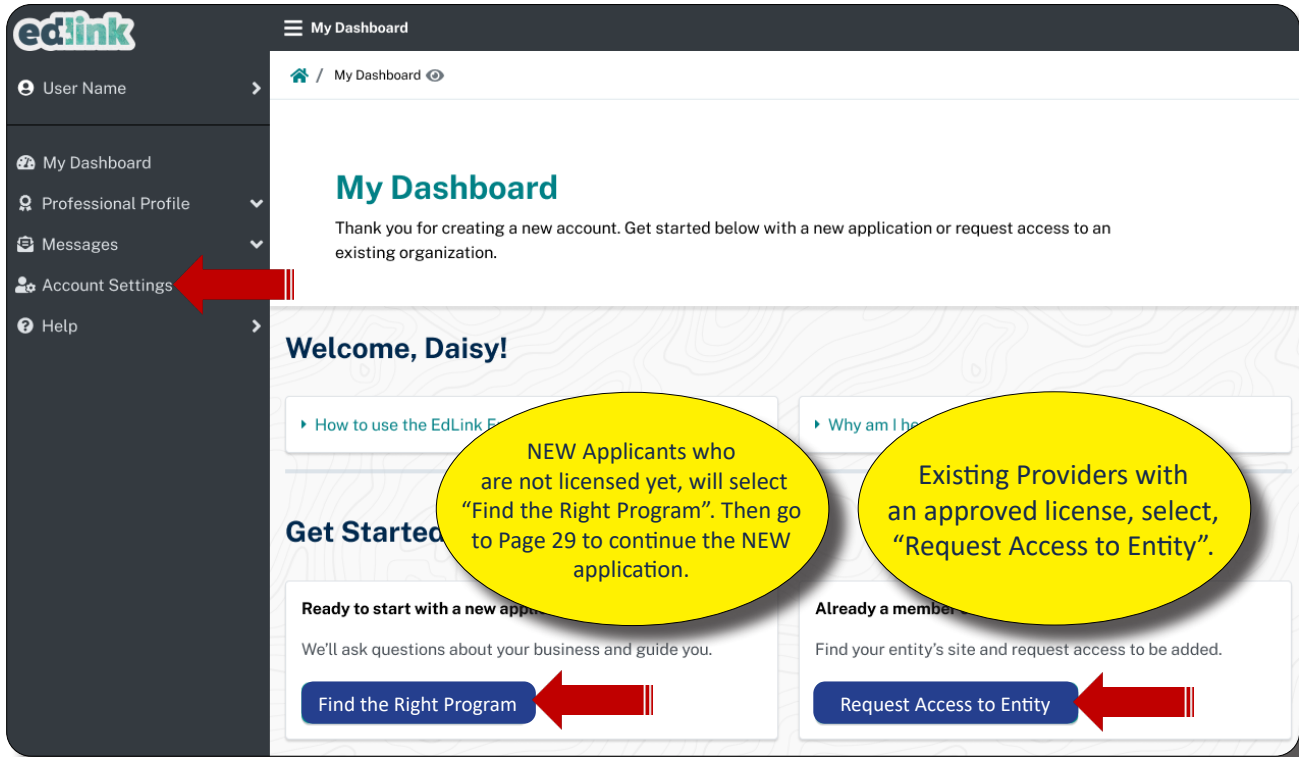 edlink
My Dashboard
User Name
My Dashboard
My Dashboard
Professional Profile
Messages
Account Settings
Help
My Dashboard
Thank you for creating a new account. Get started below with a new application or request access to an
existing organization.
Welcome, Daisy!
How to use the EdLink
Why am I
NEW Applicants who
are not licensed yet, will select
“Find the Right Program”. Then go
to Page 29 to continue the NEW
application.
Existing Providers with
an approved license, select,
“Request Access to Entity”.
Get Started
Ready to start with a new
We'll ask questions about your business and guide you.
Find the Right Program
Already a member
Find your entity’s site and request access to be added.
Request Access to Entity